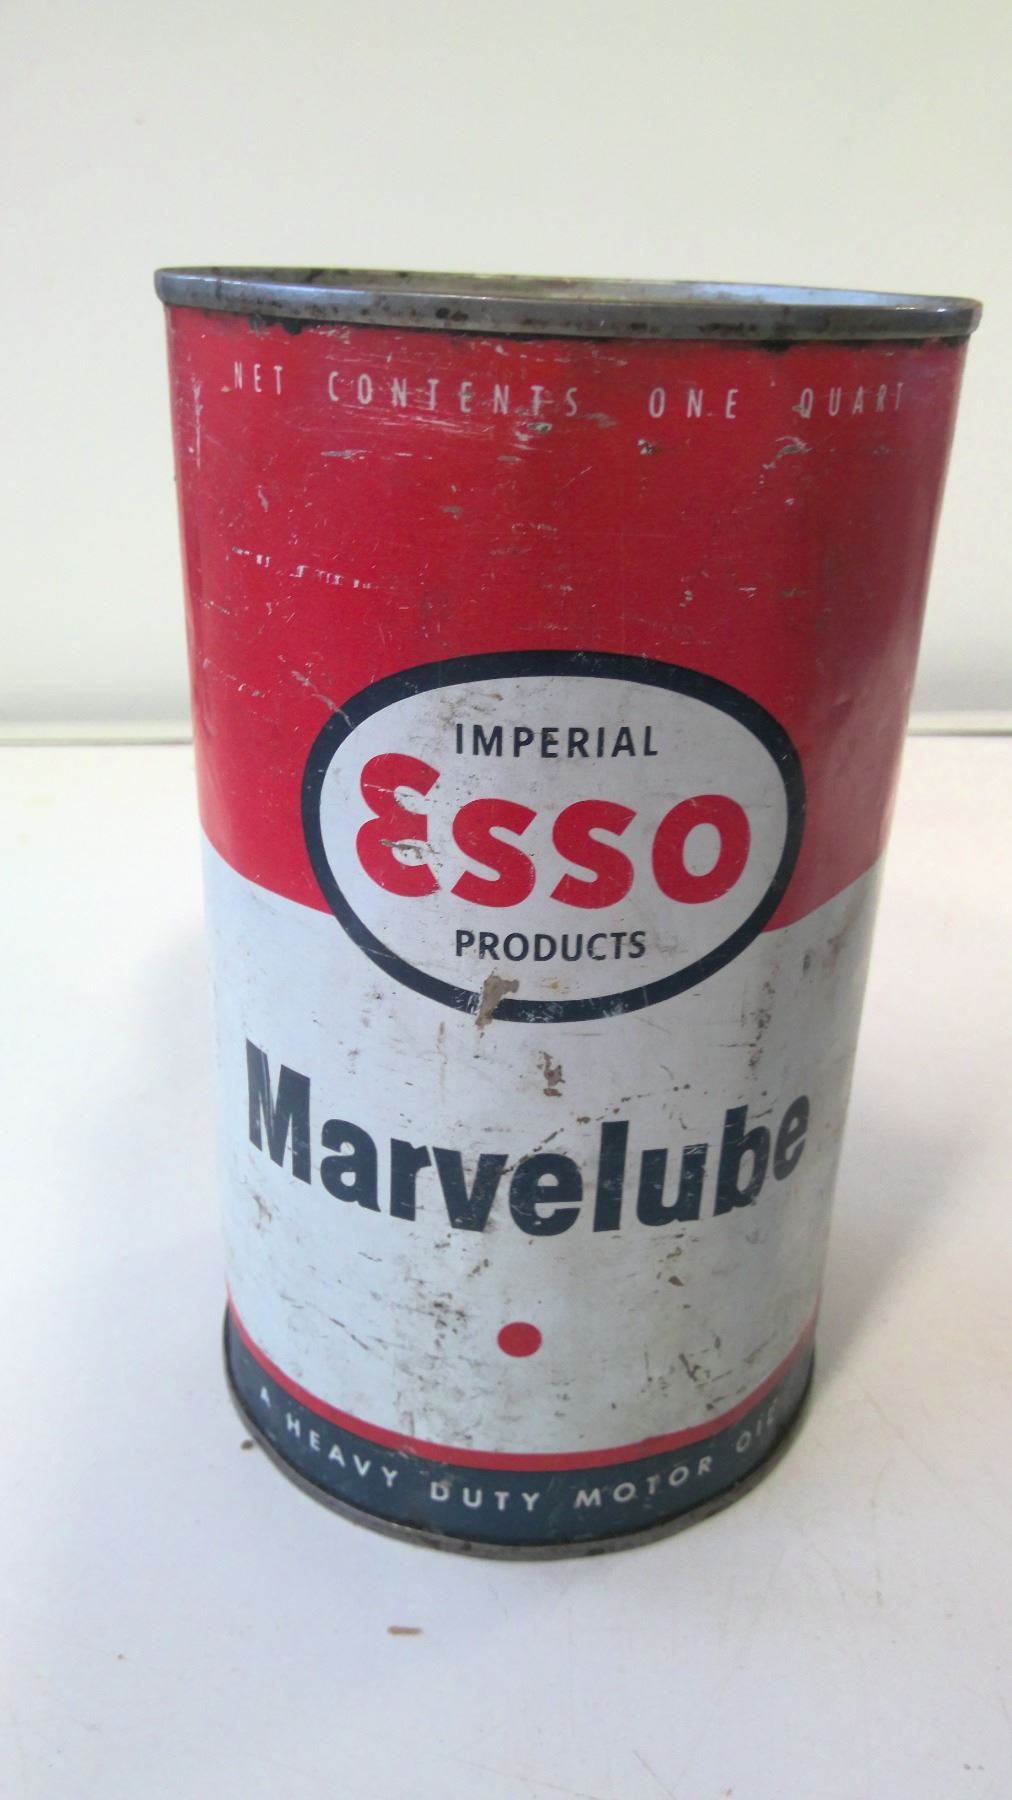 NET CONTENTS ONE QUART
IMPERIAL
Esso
PRODUCTS
Marvelube
A HEAVY DUTY MOTOR OIL